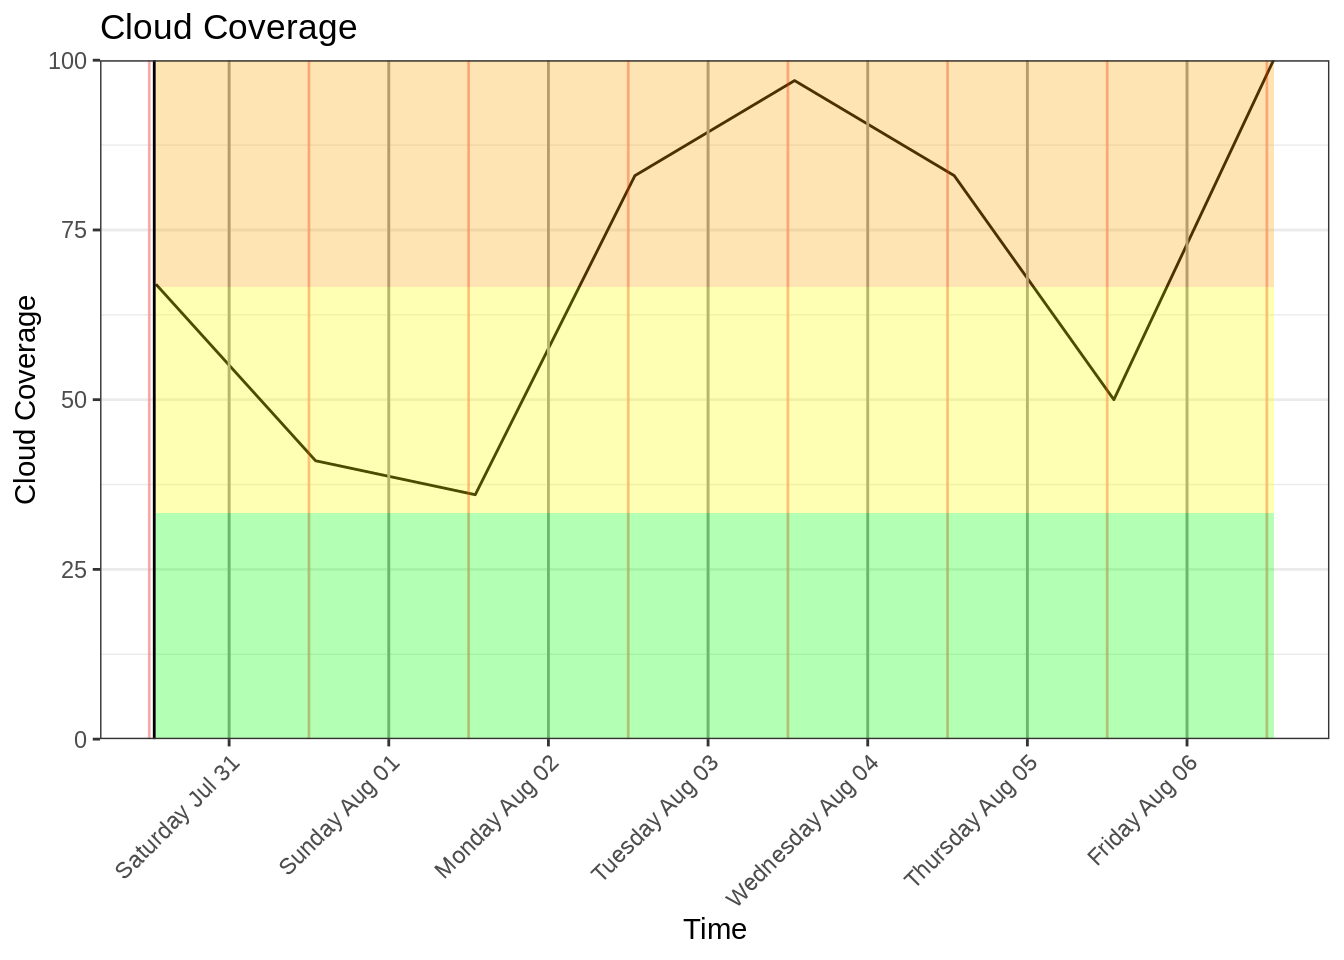 Cloud Coverage
100
75
50
25
0
Cloud Coverage
Saturday Jul 31
Sunday Aug 01
Monday Aug 02
Tuesday Aug 03
Wednesday Aug 04
Thursday Aug 05
Friday Aug 06
Time